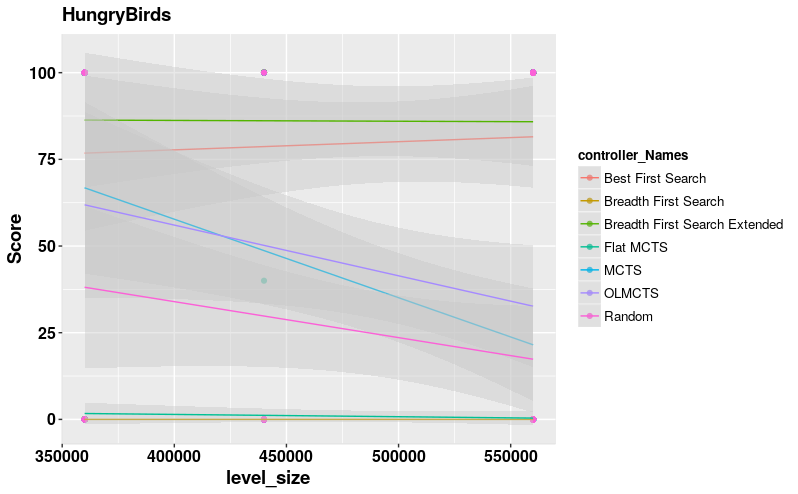 HungryBirds
100
75
50
25
0
Score
350000 400000 450000 500000 550000
level_size
controller_Names
Best First Search
Breadth First Search
Breadth First Search Extended
Flat MCTS
MCTS
OLMCTS
Random